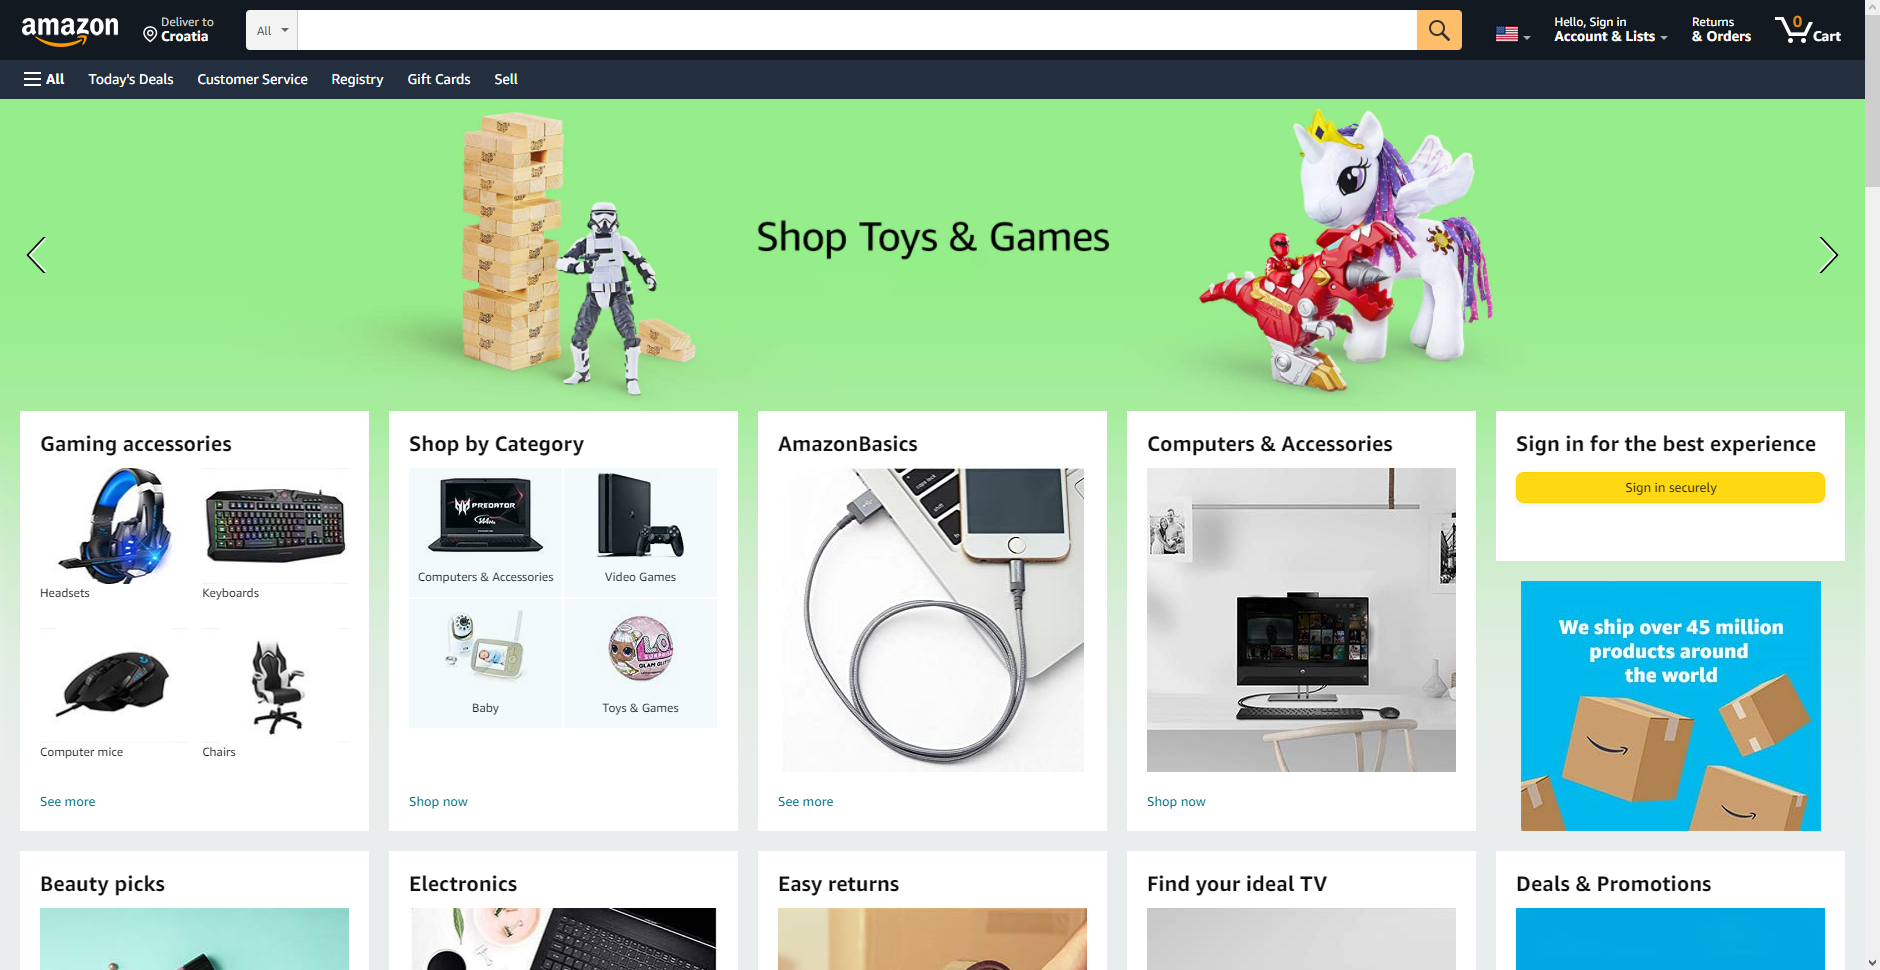 amazon
Deliver to
Croatia
All
Hello, Sign in
Account & Lists
Returns
& Orders
0
Cart
All
Today's Deals
Customer Service
Registry
Gift Cards
Sell
Shop Toys & Games
Gaming accessories
Headsets
Keyboards
Computer mice
Chairs
See more
Shop by Category
PREDATOR
Computers & Accessories
Video Games
L.O.L.
SURPRISE!
GLAM GLITTER
Baby
Toys & Games
Shop now
AmazonBasics
See more
Computers & Accessories
Shop now
Sign in for the best experience
Sign in securely
We ship over 45 million
products around
the world
Beauty picks
Electronics
Easy returns
Find your ideal TV
Deals & Promotions